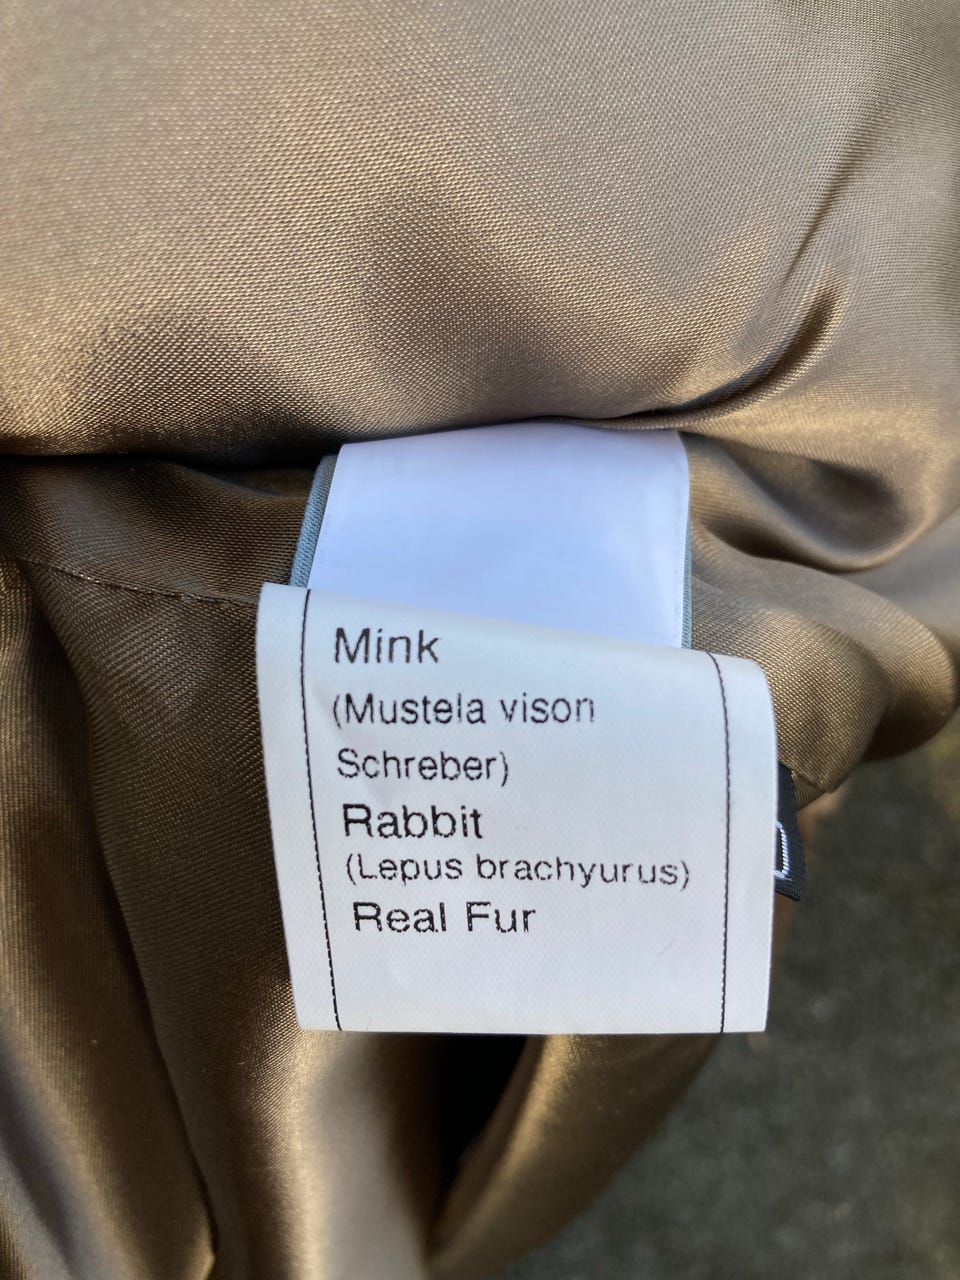 Mink
(Mustela vison
Schreber)
Rabbit
(Lepus brachyurus)
Real Fur